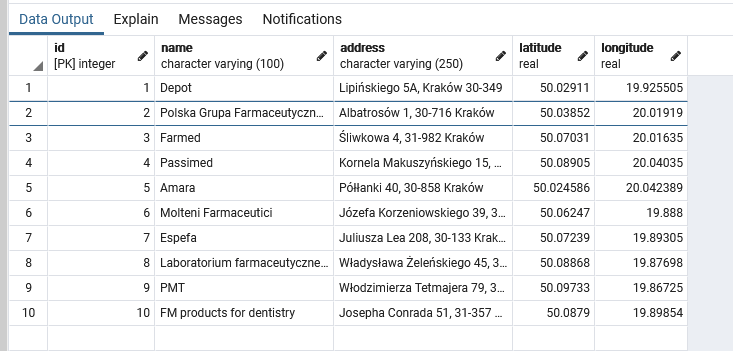 Data Output Explain Messages Notifications
id name address latitude longitude
[PK] integer character varying (100) character varying (250) real real
1 1 Depot Lipińskiego 5A, Kraków 30-349 50.02911 19.925505
2 2 Polska Grupa Farmaceutyczn... Albatrosów 1, 30-716 Kraków 50.03852 20.01919
3 3 Farmed Śliwkowa 4, 31-982 Kraków 50.07031 20.01635
4 4 Passimed Kornela Makuszyńskiego 15, ... 50.08905 20.04035
5 5 Amara Półłanki 40, 30-858 Kraków 50.024586 20.042389
6 6 Molteni Farmaceutici Józefa Korzeniowskiego 39, 3... 50.06247 19.888
7 7 Espefa Juliusza Lea 208, 30-133 Krak... 50.07239 19.89305
8 8 Laboratorium farmaceutyczne... Władysława Żeleńskiego 45, 3... 50.08868 19.87698
9 9 PMT Włodzimierza Tetmajera 79, 3... 50.09733 19.86725
10 10 FM products for dentistry Josepha Conrada 51, 31-357 ... 50.0879 19.89854